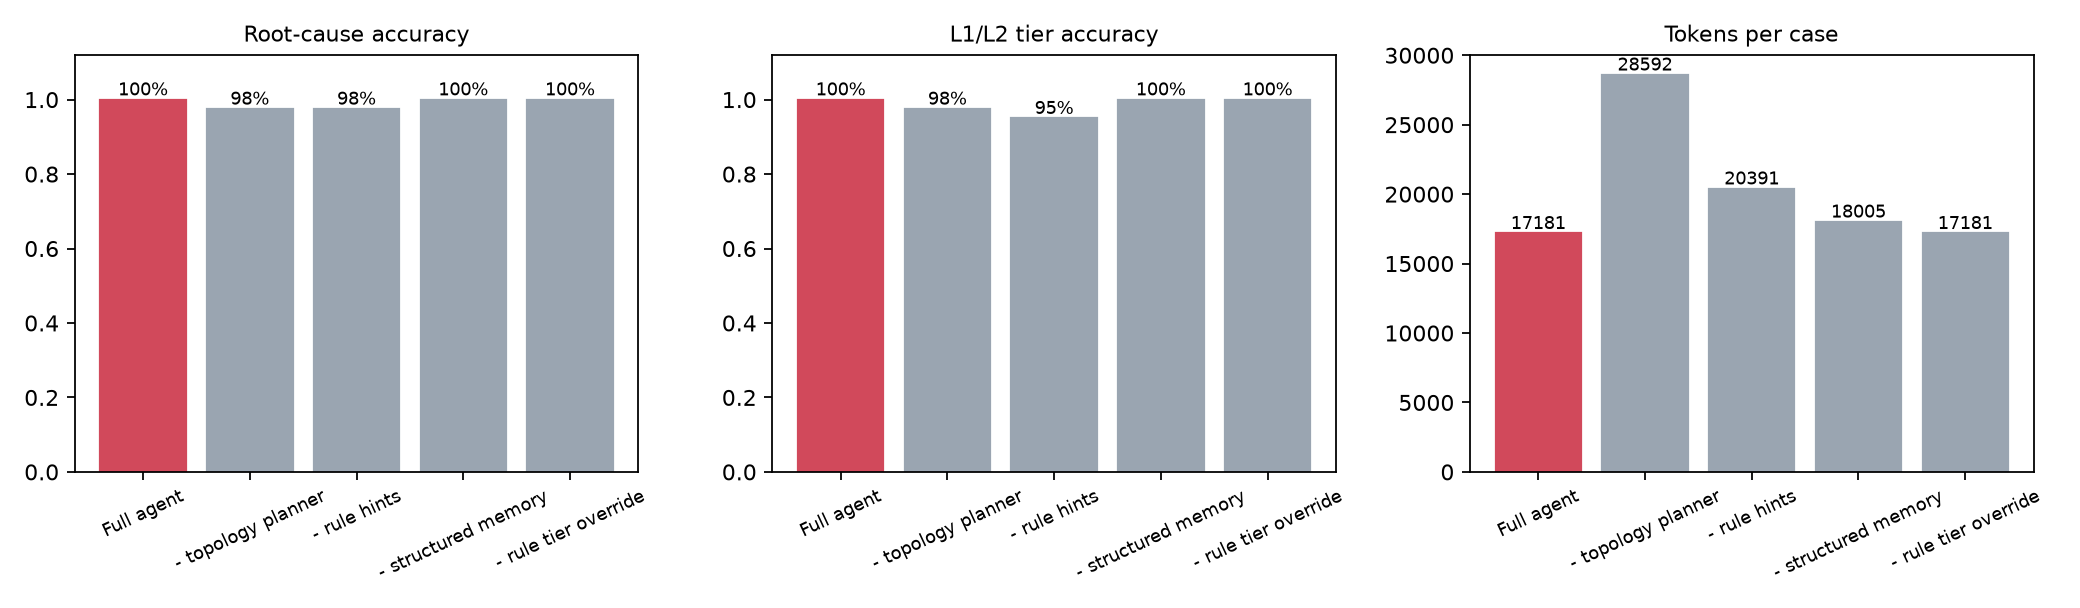 Root-cause accuracy
1.0
0.8
0.6
0.4
0.2
0.0
100%
98%
98%
100%
100%
Full agent
- topology planner
- rule hints
- structured memory
- rule tier override
L1/L2 tier accuracy
1.0
0.8
0.6
0.4
0.2
0.0
100%
98%
95%
100%
100%
Full agent
- topology planner
- rule hints
- structured memory
- rule tier override
Tokens per case
30000
25000
20000
15000
10000
5000
0
17181
28592
20391
18005
17181
Full agent
- topology planner
- rule hints
- structured memory
- rule tier override